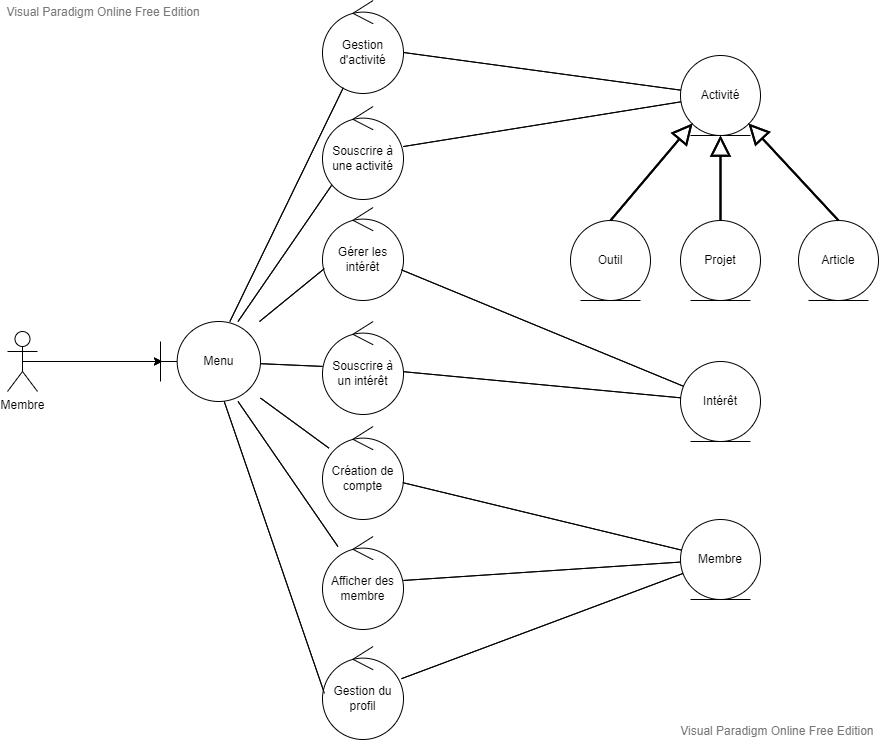 Visual Paradigm Online Free Edition
Gestion
d'activité
Activité
Souscrire à
une activité
Gérer les
intérêt
Outil
Projet
Article
Menu
Souscrire à
un intérêt
Membre
Intérêt
Création de
compte
Membre
Afficher des
membre
Gestion du
profil
Visual Paradigm Online Free Edition